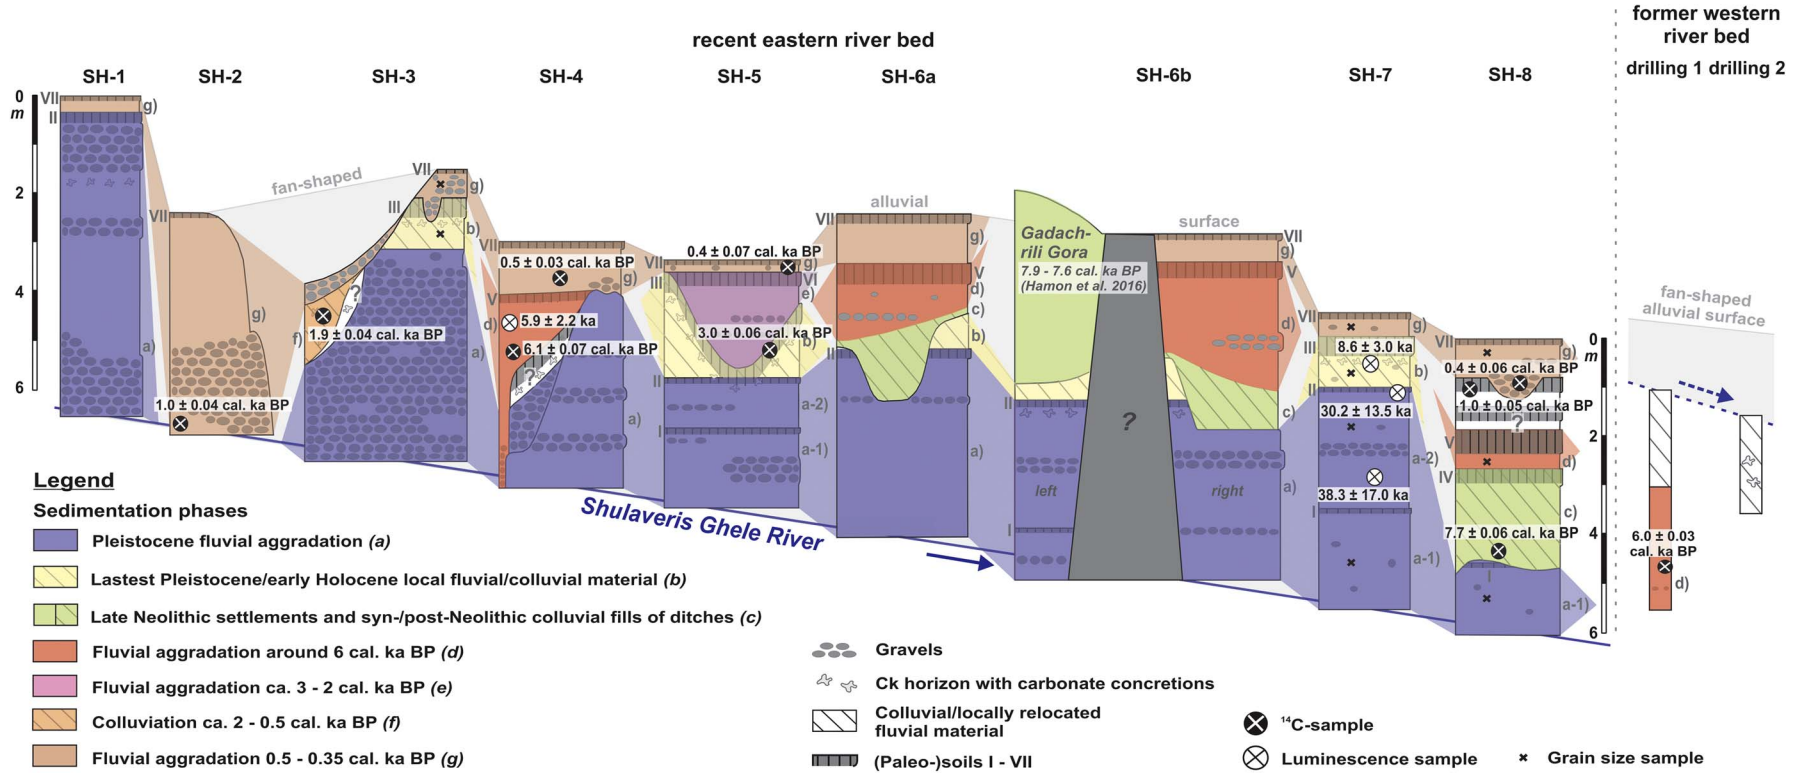 former western
river bed
recent eastern river bed
drilling 1 drilling 2
SH-1
SH-2
SH-3
SH-4
SH-5
SH-6a
SH-6b
SH-7
SH-8
0
m
2
4
6
VII
II
g)
a)
VII
g)
1.0 ± 0.04 cal. ka BP
fan-shaped
VII
g)
III
b)
?
f)
1.9 ± 0.04 cal. ka BP
a)
VII
0.5 ± 0.03 cal. ka BP
g)
V
d)
5.9 ± 2.2 ka
6.1 ± 0.07 cal. ka BP
?
a)
0.4 ± 0.07 cal. ka BP
VII
g)
III
VI
e)
3.0 ± 0.06 cal. ka BP
b)
II
a-2)
I
a-1)
alluvial
VII
g)
V
d)
c)
b)
II
a)
Gadach-
rili Gora
7.9 - 7.6 cal. ka BP
(Hamon et al. 2016)
surface
VII
g)
V
d)
II
c)
?
left
right
a)
I
VII
g)
8.6 ± 3.0 ka
III
b)
II
30.2 ± 13.5 ka
a-2)
38.3 ± 17.0 ka
I
a-1)
VII
g)
0.4 ± 0.06 cal. ka BP
1.0 ± 0.05 cal. ka BP
?
V
d)
IV
c)
7.7 ± 0.06 cal. ka BP
I
a-1)
0
m
2
4
6
fan-shaped
alluvial surface
6.0 ± 0.03
cal. ka BP
d)
Shulaveris Ghele River
Legend
Sedimentation phases
Pleistocene fluvial aggradation (a)
Lastest Pleistocene/early Holocene local fluvial/colluvial material (b)
Late Neolithic settlements and syn-/post-Neolithic colluvial fills of ditches (c)
Fluvial aggradation around 6 cal. ka BP (d)
Fluvial aggradation ca. 3 - 2 cal. ka BP (e)
Colluviation ca. 2 - 0.5 cal. ka BP (f)
Fluvial aggradation 0.5 - 0.35 cal. ka BP (g)
Gravels
Ck horizon with carbonate concretions
Colluvial/locally relocated
fluvial material
(Paleo-)soils I - VII
¹⁴C-sample
Luminescence sample
Grain size sample